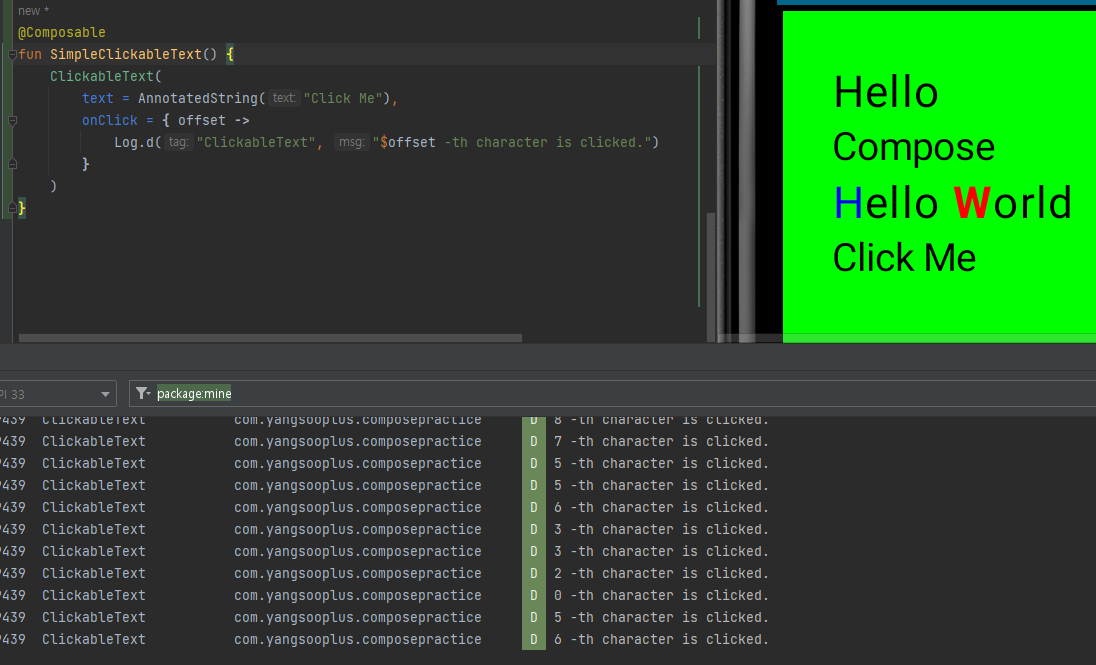 new *
@Composable
fun SimpleClickableText() {
ClickableText(
text = AnnotatedString( text: "Click Me"),
onClick = { offset ->
Log.d( tag: "ClickableText", msg: "$offset -th character is clicked.")
}
)
}
Hello
Compose
Hello World
Click Me
PI 33
package:mine
9439 ClickableText com.yangsooplus.composepractice D 8 -th character is clicked.
9439 ClickableText com.yangsooplus.composepractice D 7 -th character is clicked.
9439 ClickableText com.yangsooplus.composepractice D 5 -th character is clicked.
9439 ClickableText com.yangsooplus.composepractice D 5 -th character is clicked.
9439 ClickableText com.yangsooplus.composepractice D 6 -th character is clicked.
9439 ClickableText com.yangsooplus.composepractice D 3 -th character is clicked.
9439 ClickableText com.yangsooplus.composepractice D 3 -th character is clicked.
9439 ClickableText com.yangsooplus.composepractice D 2 -th character is clicked.
9439 ClickableText com.yangsooplus.composepractice D 0 -th character is clicked.
9439 ClickableText com.yangsooplus.composepractice D 5 -th character is clicked.
9439 ClickableText com.yangsooplus.composepractice D 6 -th character is clicked.